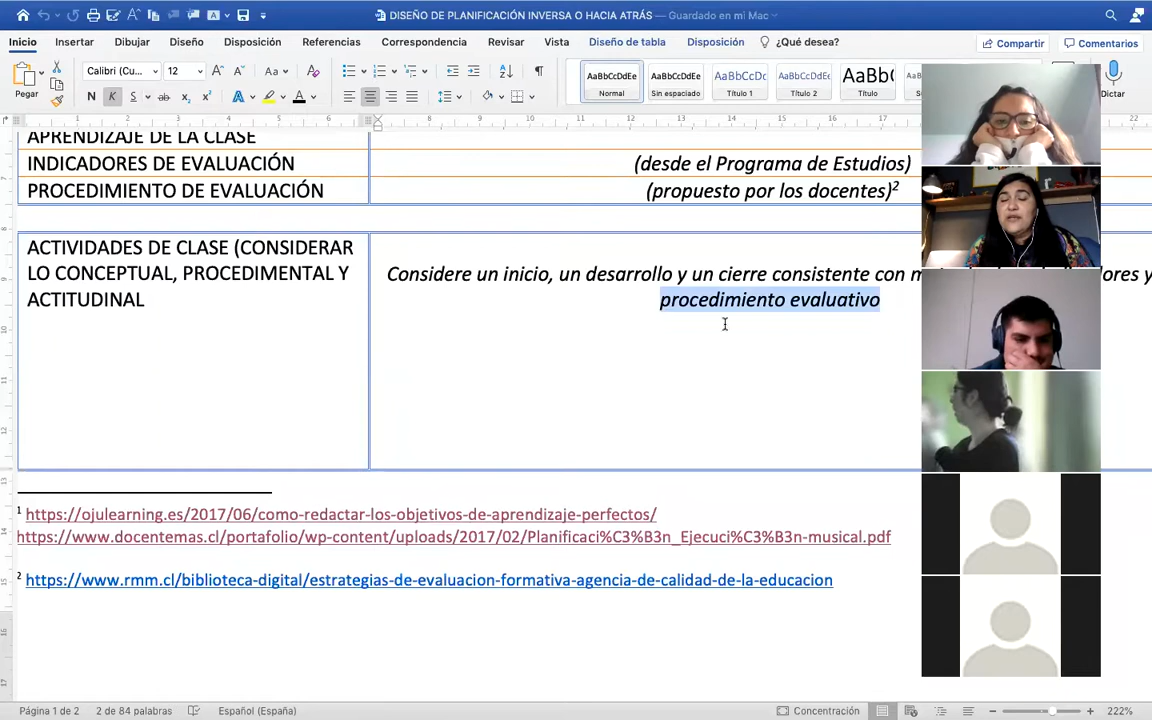 DISEÑO DE PLANIFICACIÓN INVERSA O HACIA ATRÁS — Guardado en mi Mac
Inicio Insertar Dibujar Diseño Disposición Referencias Correspondencia Revisar Vista Diseño de tabla Disposición ¿Qué desea? Compartir Comentarios
Pegar
Calibri (Cu... 12
AaBbCcDdEe AaBbCcDdEe AaBbCcDc AaBbCcDdEe AaBbC
Normal Sin espaciado Título 1 Título 2 Título
Dictar
APRENDIZAJE DE LA CLASE
INDICADORES DE EVALUACIÓN (desde el Programa de Estudios)
PROCEDIMIENTO DE EVALUACIÓN (propuesto por los docentes)2
ACTIVIDADES DE CLASE (CONSIDERAR
LO CONCEPTUAL, PROCEDIMENTAL Y
ACTITUDINAL
Considere un inicio, un desarrollo y un cierre consistente con
procedimiento evaluativo
1 https://ojulearning.es/2017/06/como-redactar-los-objetivos-de-aprendizaje-perfectos/
https://www.docentemas.cl/portafolio/wp-content/uploads/2017/02/Planificaci%C3%B3n_Ejecuci%C3%B3n-musical.pdf
2 https://www.rmm.cl/biblioteca-digital/estrategias-de-evaluacion-formativa-agencia-de-calidad-de-la-educacion
Página 1 de 2 2 de 84 palabras Español (España) Concentración 222%